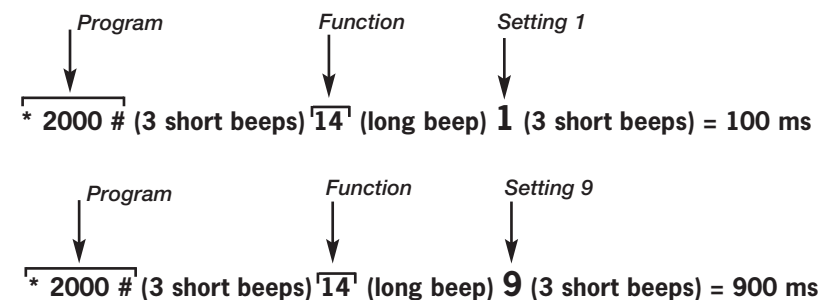 Program Function Setting 1
* 2000 # (3 short beeps) 14 (long beep) 1 (3 short beeps) = 100 ms
Program Function Setting 9
* 2000 # (3 short beeps) 14 (long beep) 9 (3 short beeps) = 900 ms